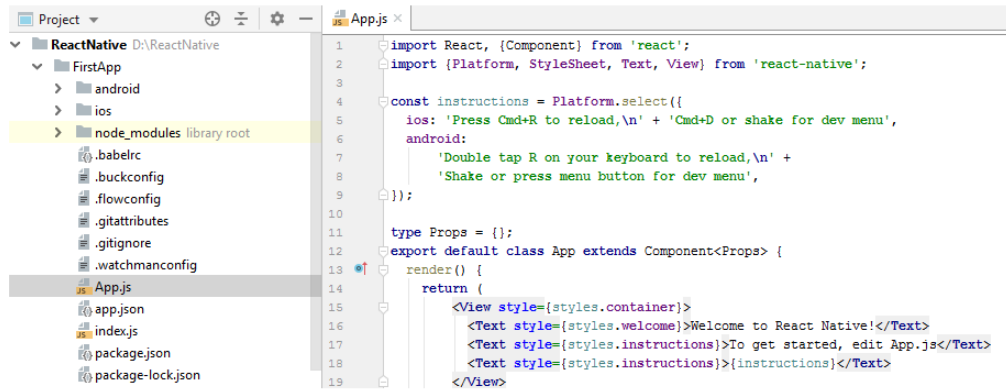 Project
ReactNative D:\ReactNative
FirstApp
android
ios
node_modules library root
.babelrc
.buckconfig
.flowconfig
.gitattributes
.gitignore
.watchmanconfig
App.js
app.json
index.js
package.json
package-lock.json
App.js
1 import React, {Component} from 'react';
2 import {Platform, StyleSheet, Text, View} from 'react-native';
3
4 const instructions = Platform.select({
5 ios: 'Press Cmd+R to reload,\n' + 'Cmd+D or shake for dev menu',
6 android:
7 'Double tap R on your keyboard to reload,\n' +
8 'Shake or press menu button for dev menu',
9 });
10
11 type Props = {};
12 export default class App extends Component<Props> {
13 render() {
14 return (
15 <View style={styles.container}>
16 <Text style={styles.welcome}>Welcome to React Native!</Text>
17 <Text style={styles.instructions}>To get started, edit App.js</Text>
18 <Text style={styles.instructions}>{instructions}</Text>
19 </View>